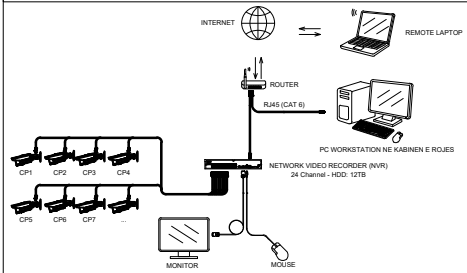 INTERNET
REMOTE LAPTOP
ROUTER
RJ45 (CAT 6)
PC WORKSTATION NE KABINEN E ROJES
CP1 CP2 CP3 CP4
NETWORK VIDEO RECORDER (NVR)
24 Channel - HDD: 12TB
CP5 CP6 CP7 ...
MONITOR
MOUSE